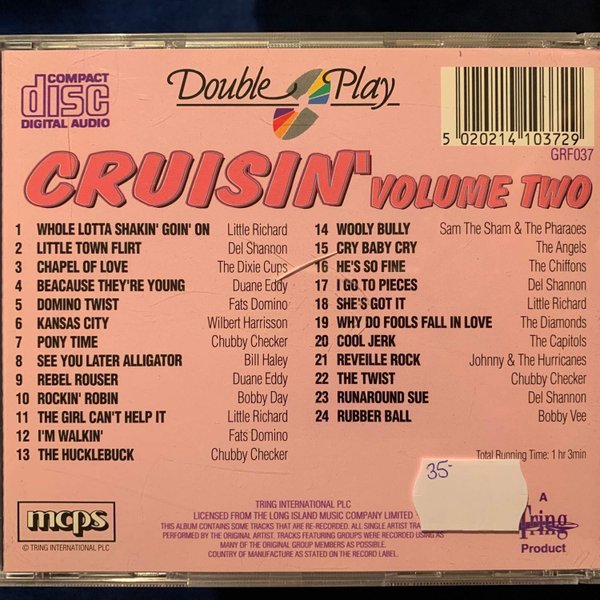 COMPACT
disc
DIGITAL AUDIO
Double Play
5 020214 103729
GRF037
CRUISIN' VOLUME TWO
1 WHOLE LOTTA SHAKIN' GOIN' ON Little Richard
2 LITTLE TOWN FLIRT Del Shannon
3 CHAPEL OF LOVE The Dixie Cups
4 BEACAUSE THEY'RE YOUNG Duane Eddy
5 DOMINO TWIST Fats Domino
6 KANSAS CITY Wilbert Harrisson
7 PONY TIME Chubby Checker
8 SEE YOU LATER ALLIGATOR Bill Haley
9 REBEL ROUSER Duane Eddy
10 ROCKIN' ROBIN Bobby Day
11 THE GIRL CAN'T HELP IT Little Richard
12 I'M WALKIN' Fats Domino
13 THE HUCKLEBUCK Chubby Checker
14 WOOLY BULLY Sam The Sham & The Pharaoes
15 CRY BABY CRY The Angels
16 HE'S SO FINE The Chiffons
17 I GO TO PIECES Del Shannon
18 SHE'S GOT IT Little Richard
19 WHY DO FOOLS FALL IN LOVE The Diamonds
20 COOL JERK The Capitols
21 REVEILLE ROCK Johnny & The Hurricanes
22 THE TWIST Chubby Checker
23 RUNAROUND SUE Del Shannon
24 RUBBER BALL Bobby Vee
Total Running Time: 1 hr 3min
35-
mcps
© TRING INTERNATIONAL PLC
TRING INTERNATIONAL PLC
LICENSED FROM THE LONG ISLAND MUSIC COMPANY LIMITED
THIS ALBUM CONTAINS SOME TRACKS THAT ARE RE-RECORDED. ALL SINGLE ARTIST
PERFORMED BY THE ORIGINAL ARTIST. TRACKS FEATURING GROUPS WERE RECORDED USING AS
MANY OF THE ORIGINAL GROUP MEMBERS AS POSSIBLE.
COUNTRY OF MANUFACTURE AS STATED ON THE RECORD LABEL.
A
Tring
Product